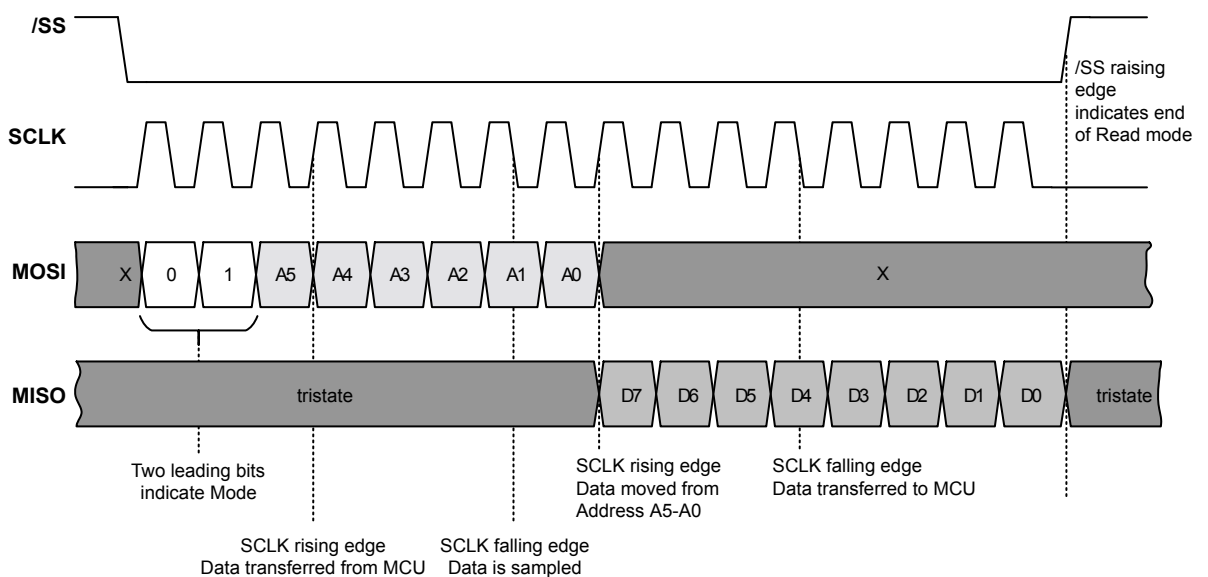 /SS
/SS raising
edge
indicates end
of Read mode
SCLK
MOSI
X 0 1 A5 A4 A3 A2 A1 A0 X
MISO
tristate D7 D6 D5 D4 D3 D2 D1 D0 tristate
Two leading bits
indicate Mode
SCLK rising edge
Data moved from
Address A5-A0
SCLK falling edge
Data transferred to MCU
SCLK rising edge
Data transferred from MCU
SCLK falling edge
Data is sampled